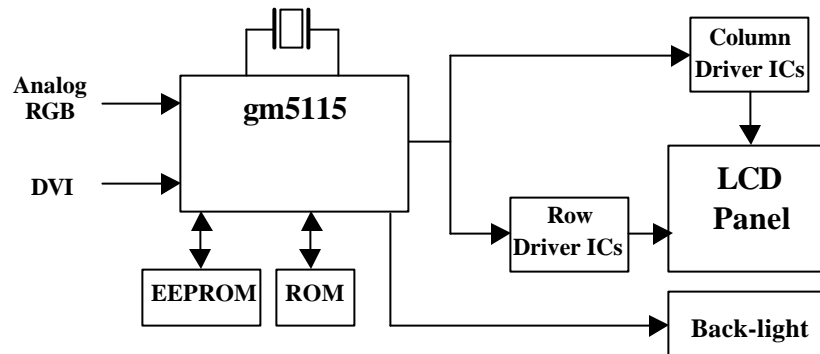 Analog
RGB
DVI
gm5115
EEPROM
ROM
Column
Driver ICs
Row
Driver ICs
LCD
Panel
Back-light